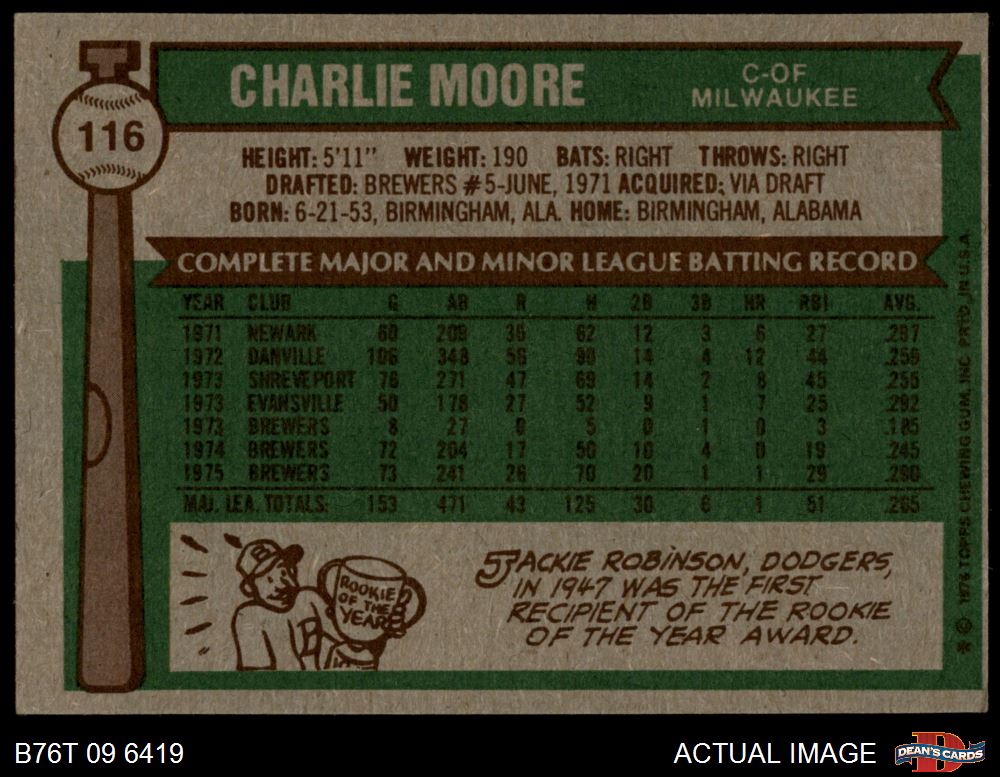 CHARLIE MOORE
C-OF
MILWAUKEE
116
HEIGHT: 5'11" WEIGHT: 190 BATS: RIGHT THROWS: RIGHT
DRAFTED: BREWERS #5-JUNE, 1971 ACQUIRED: VIA DRAFT
BORN: 6-21-53, BIRMINGHAM, ALA. HOME: BIRMINGHAM, ALABAMA
COMPLETE MAJOR AND MINOR LEAGUE BATTING RECORD
YEAR CLUB G AB R H 2B 3B HR RBI AVG.
1971 NEWARK 60 209 36 62 12 3 6 27 .297
1972 DANVILLE 106 348 56 90 14 4 12 44 .259
1973 SHREVEPORT 76 271 47 69 14 2 8 45 .255
1973 EVANSVILLE 50 178 27 52 9 1 7 25 .292
1973 BREWERS 8 27 0 5 0 1 0 3 .185
1974 BREWERS 72 204 17 50 10 4 0 19 .245
1975 BREWERS 73 241 26 70 20 1 1 29 .290
MAJ. LEA. TOTALS: 153 471 43 125 30 6 1 51 .265
ROOKIE
OF THE
YEAR
JACKIE ROBINSON, DODGERS,
IN 1947 WAS THE FIRST
RECIPIENT OF THE ROOKIE
OF THE YEAR AWARD.
* © 1976 TOPPS CHEWING GUM, INC. PRTD. IN U.S.A.
B76T 09 6419
ACTUAL IMAGE
D
DEAN'S CARDS